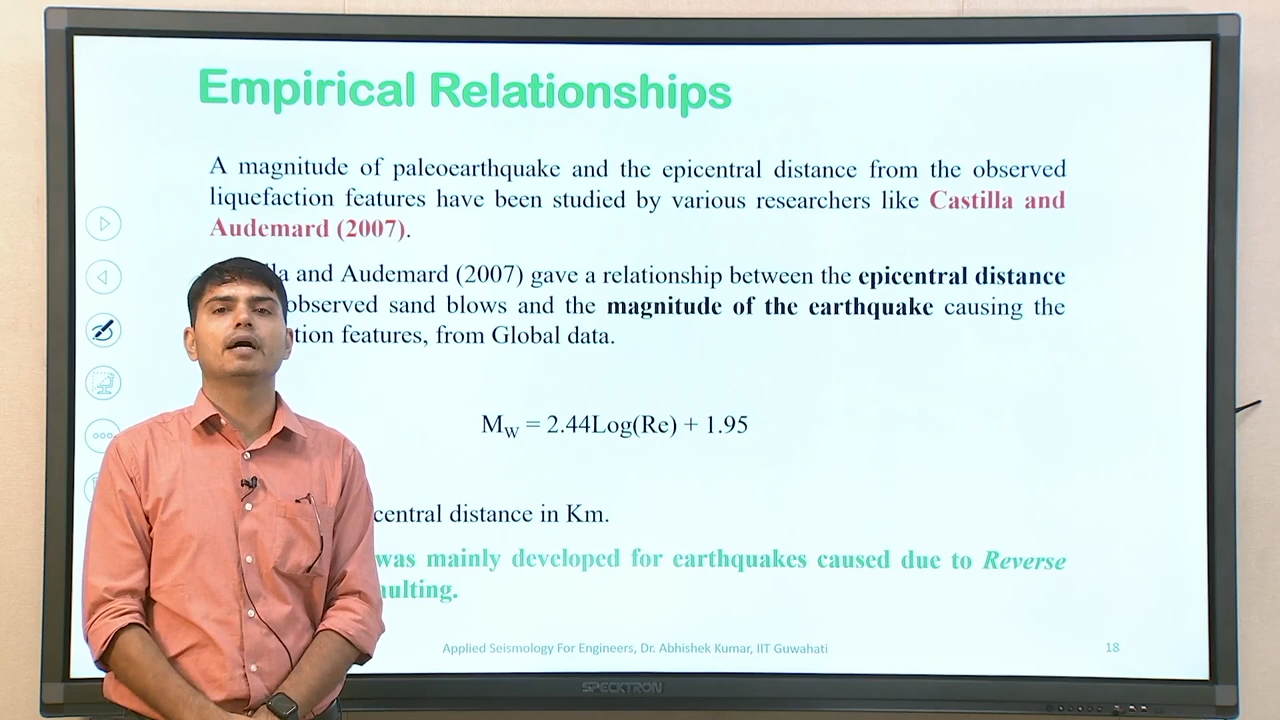 Empirical Relationships
A magnitude of paleoearthquake and the epicentral distance from the observed
liquefaction features have been studied by various researchers like Castilla and
Audemard (2007).
and Audemard (2007) gave a relationship between the epicentral distance
observed sand blows and the magnitude of the earthquake causing the
features, from Global data.
M_W = 2.44Log(Re) + 1.95
distance in Km.
was mainly developed for earthquakes caused due to Reverse
Applied Seismology For Engineers, Dr. Abhishek Kumar, IIT Guwahati
18
SPECKTRON